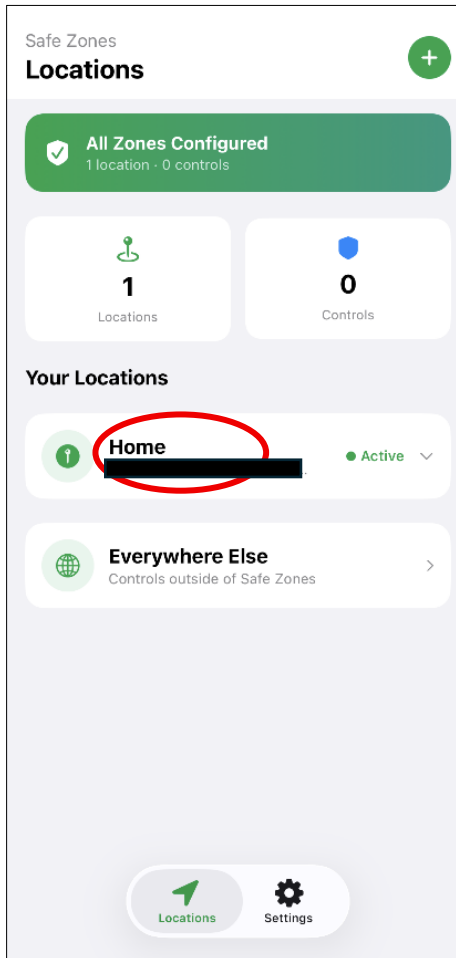 Safe Zones
Locations
All Zones Configured
1 location · 0 controls
1
Locations
0
Controls
Your Locations
Home
Active
Everywhere Else
Controls outside of Safe Zones
Locations
Settings